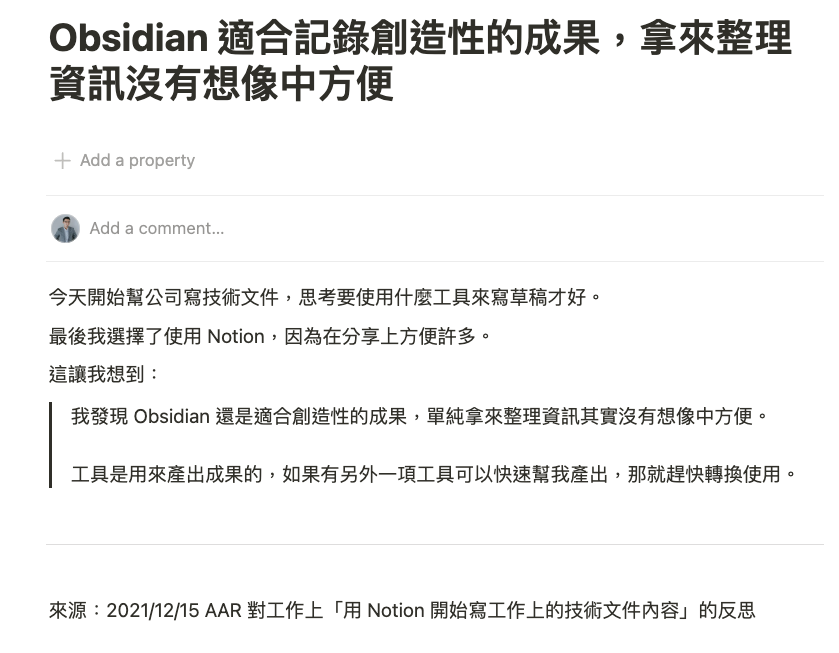 Obsidian 適合記錄創造性的成果，拿來整理
資訊沒有想像中方便
Add a property
Add a comment...
今天開始幫公司寫技術文件，思考要使用什麼工具來寫草稿才好。
最後我選擇了使用 Notion，因為在分享上方便許多。
這讓我想到：
我發現 Obsidian 還是適合創造性的成果，單純拿來整理資訊其實沒有想像中方便。
工具是用來產出成果的，如果有另外一項工具可以快速幫我產出，那就趕快轉換使用。
來源：2021/12/15 AAR 對工作上「用 Notion 開始寫工作上的技術文件內容」的反思